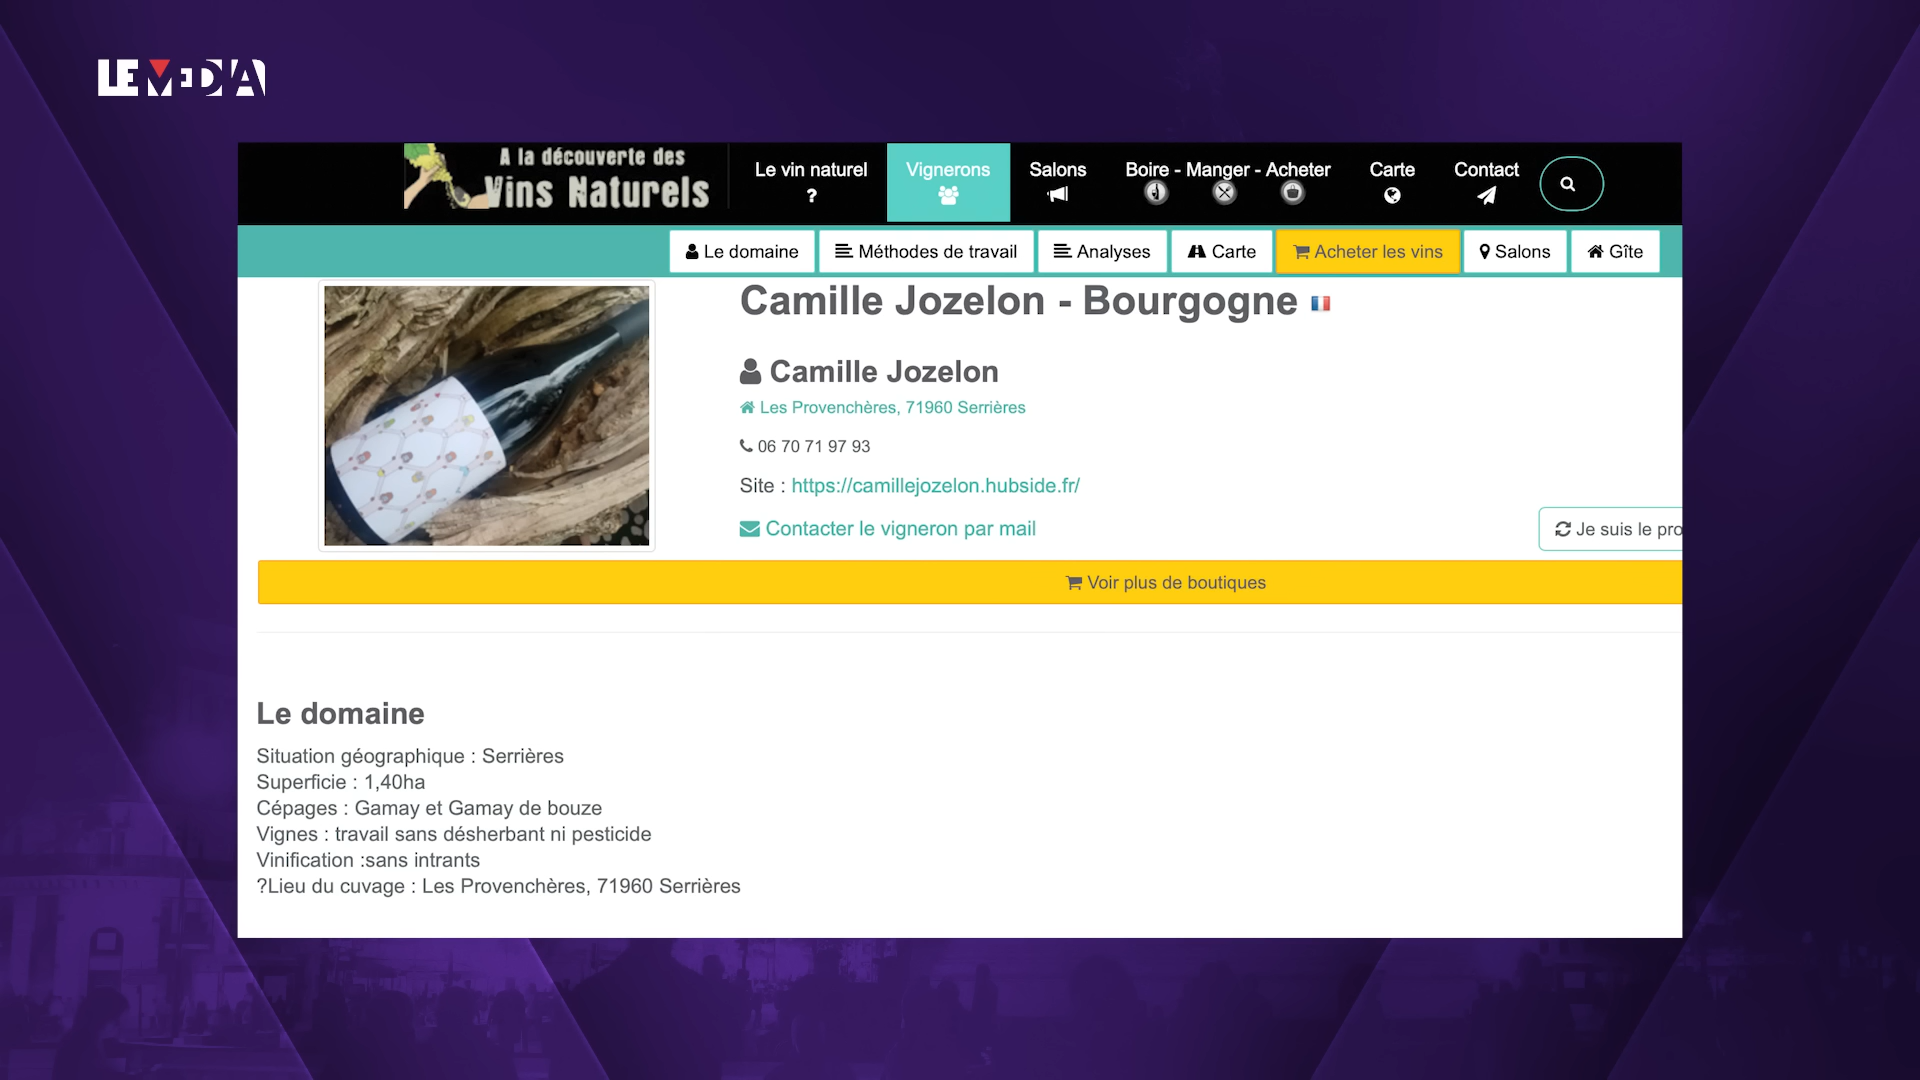 LE MEDIA
A la découverte des
Vins Naturels
Le vin naturel
?
Vignerons
Salons
Boire - Manger - Acheter
Carte
Contact
Le domaine
Méthodes de travail
Analyses
Carte
Acheter les vins
Salons
Gîte
Camille Jozelon - Bourgogne
Camille Jozelon
Les Provenchères, 71960 Serrières
06 70 71 97 93
Site : https://camillejozelon.hubside.fr/
Contacter le vigneron par mail
Je suis le pro
Voir plus de boutiques
Le domaine
Situation géographique : Serrières
Superficie : 1,40ha
Cépages : Gamay et Gamay de bouze
Vignes : travail sans désherbant ni pesticide
Vinification :sans intrants
?Lieu du cuvage : Les Provenchères, 71960 Serrières